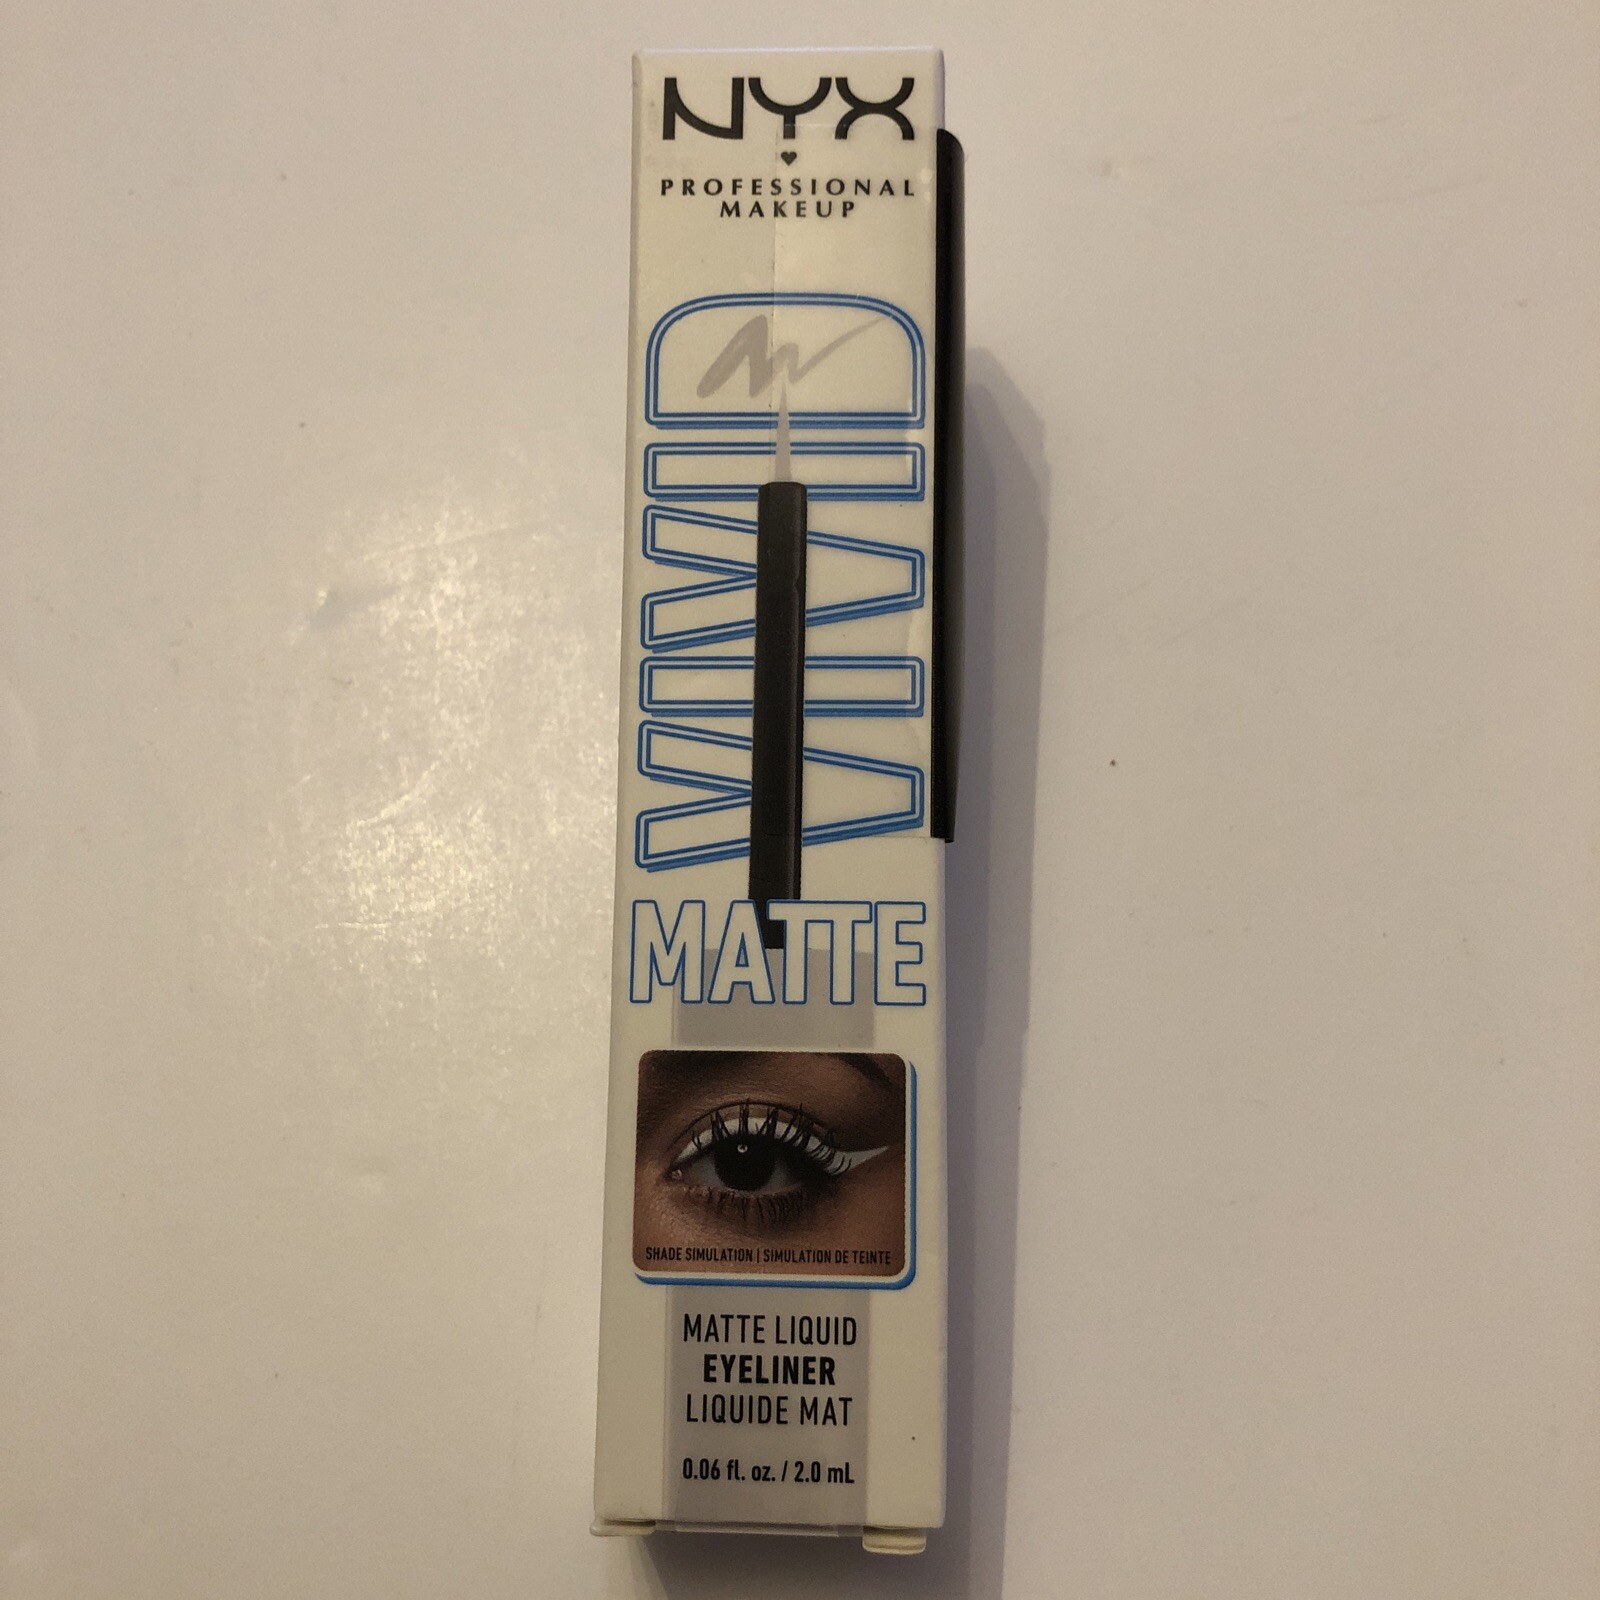 NYX
PROFESSIONAL
MAKEUP
VIVID
MATTE
SHADE SIMULATION | SIMULATION DE TEINTE
MATTE LIQUID
EYELINER
LIQUIDE MAT
0.06 fl. oz. / 2.0 mL